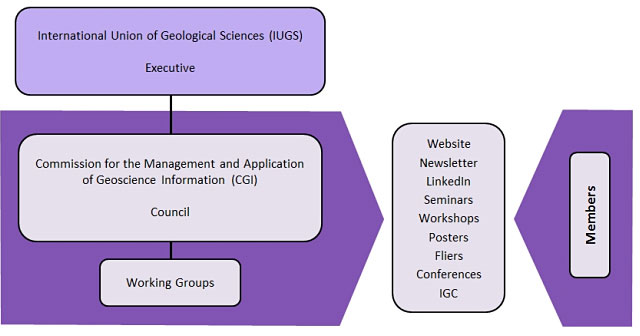 International Union of Geological Sciences (IUGS)
Executive
Commission for the Management and Application
of Geoscience Information (CGI)
Council
Working Groups
Website
Newsletter
LinkedIn
Seminars
Workshops
Posters
Fliers
Conferences
IGC
Members